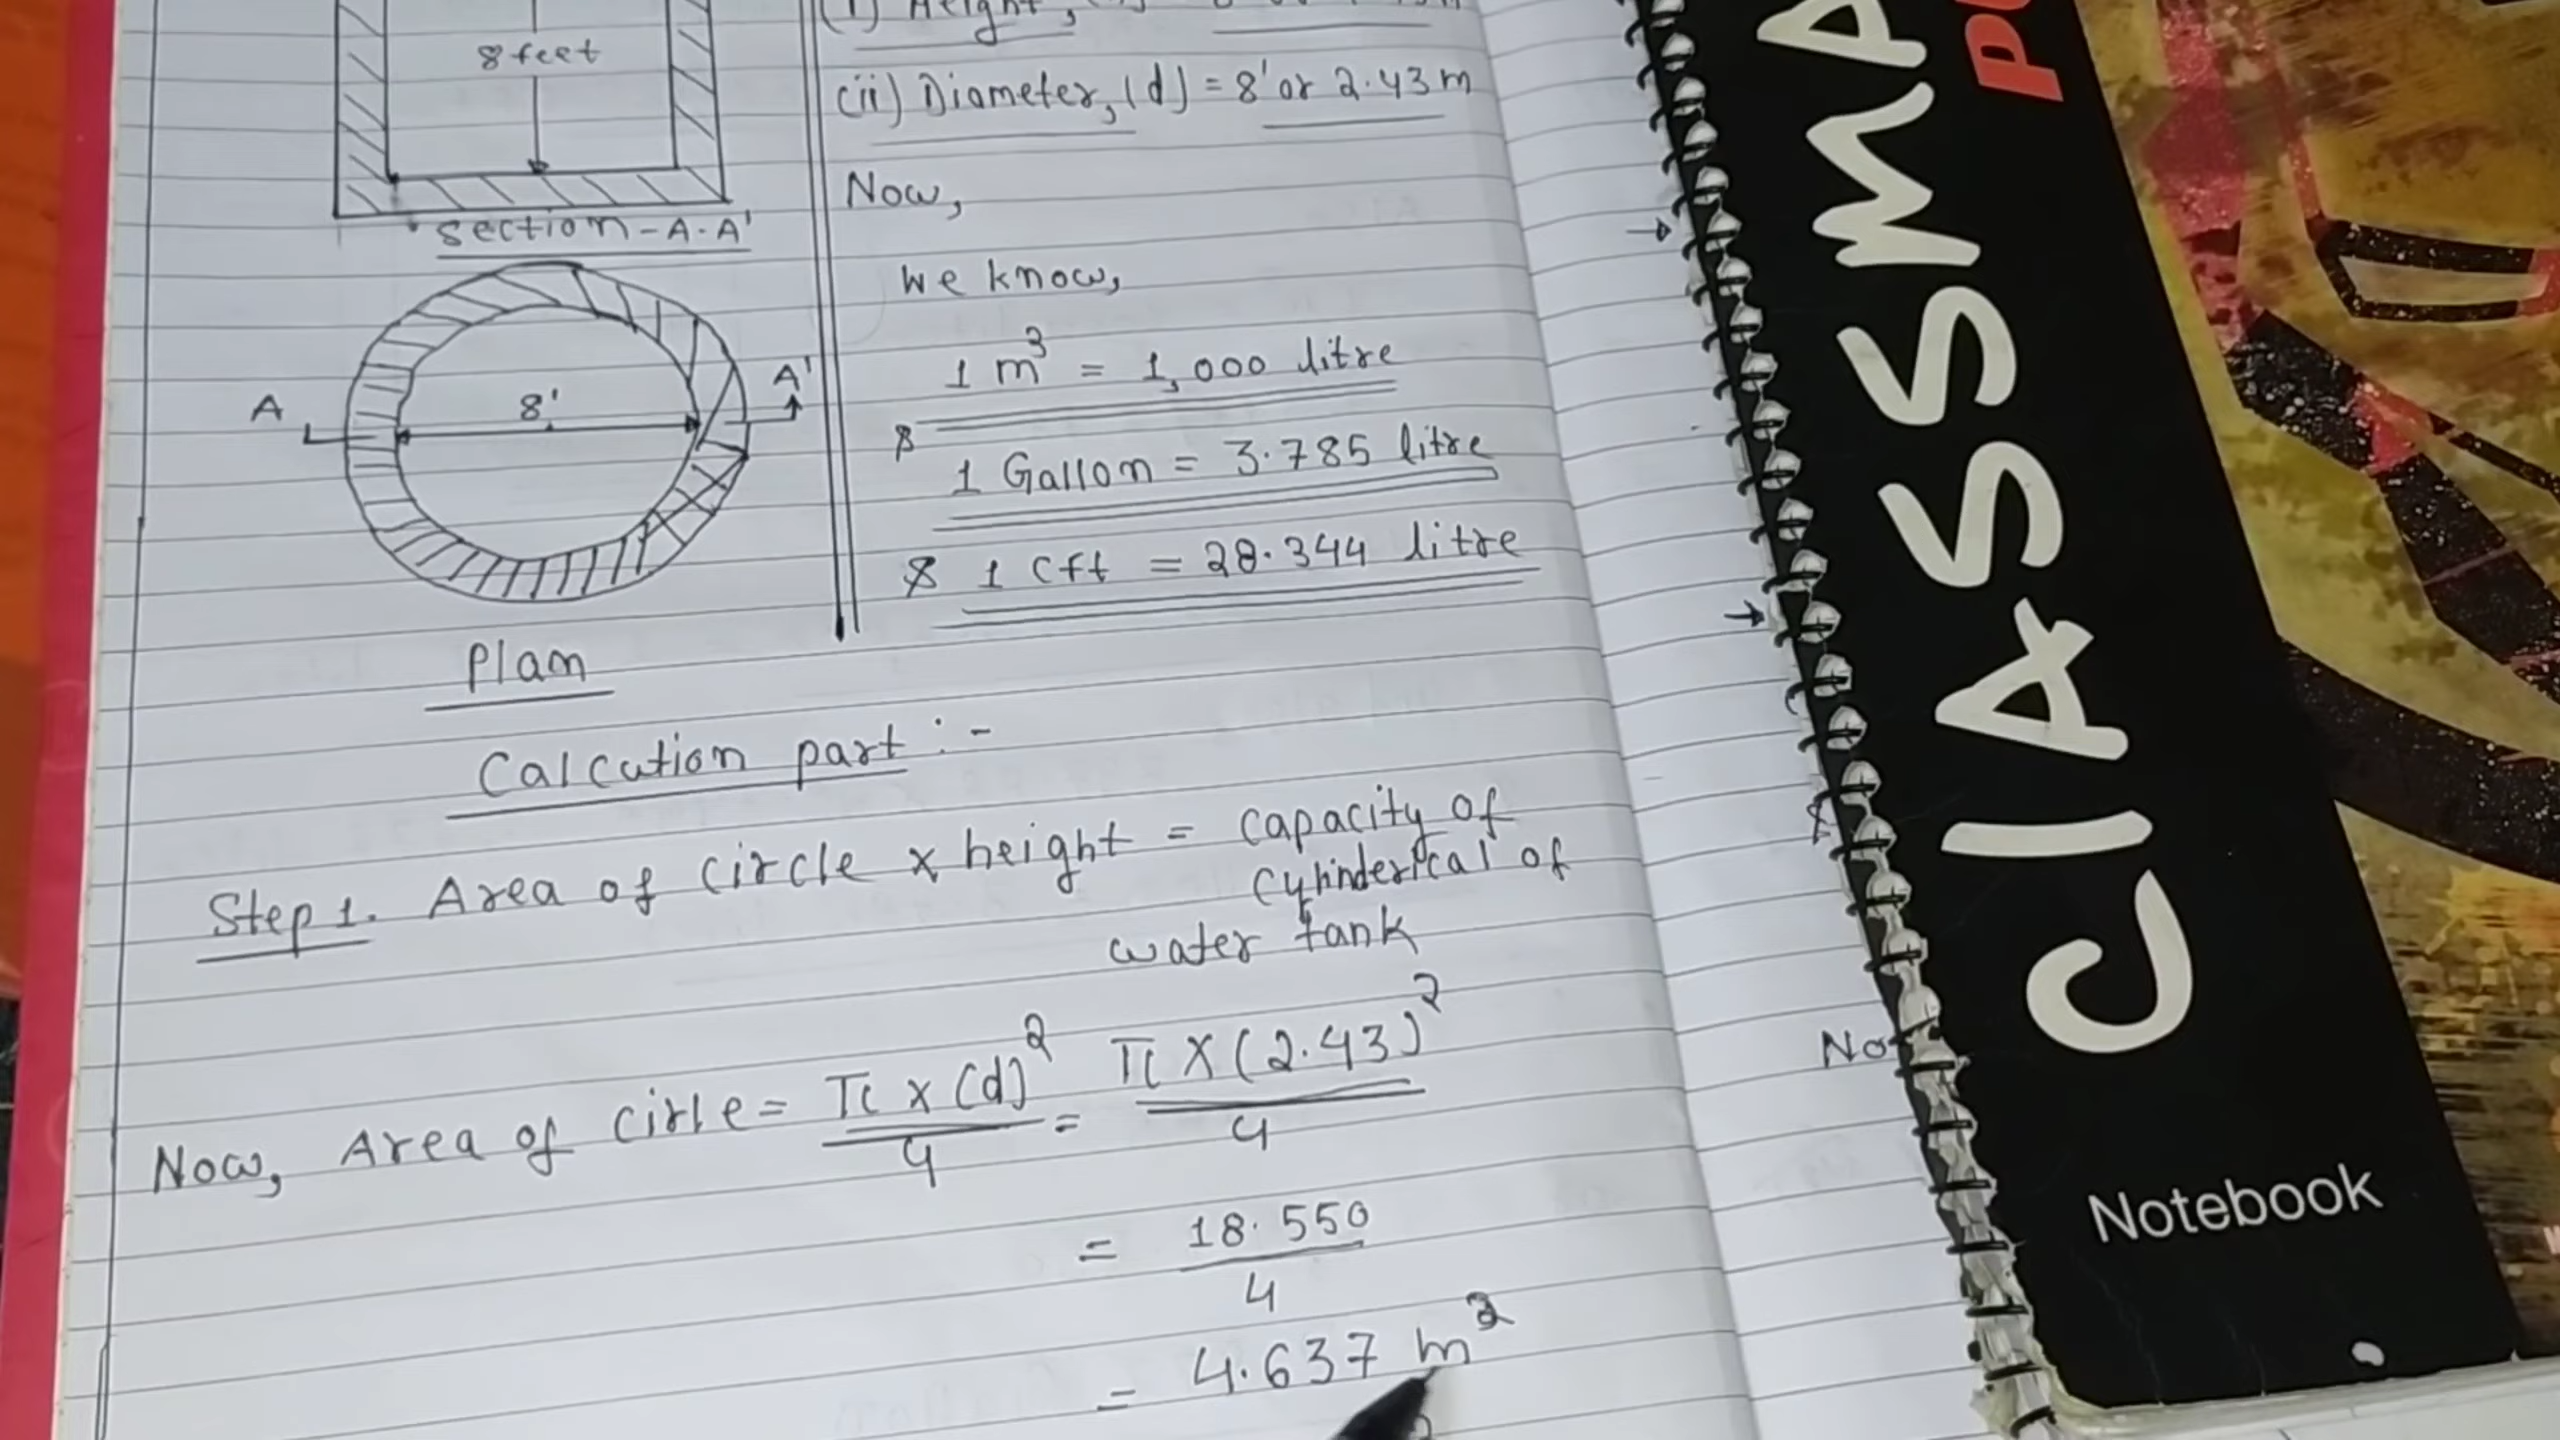 8 feet
section-A-A'
A
8'
A'
Plan
(i) Height,
(ii) Diameter, (d) = 8' or 2.43 m
Now,
We know,
1 m³ = 1,000 litre
& 1 Gallon = 3.785 litre
& 1 cft = 28.344 litre
Calcution part :-
Step 1. Area of circle x height = capacity of
cylinderical of
water tank
Now, Area of cirle = π x (d)² / 4 = π X (2.43)² / 4
= 18.550 / 4
= 4.637 m²
No
CLASSMA
Notebook